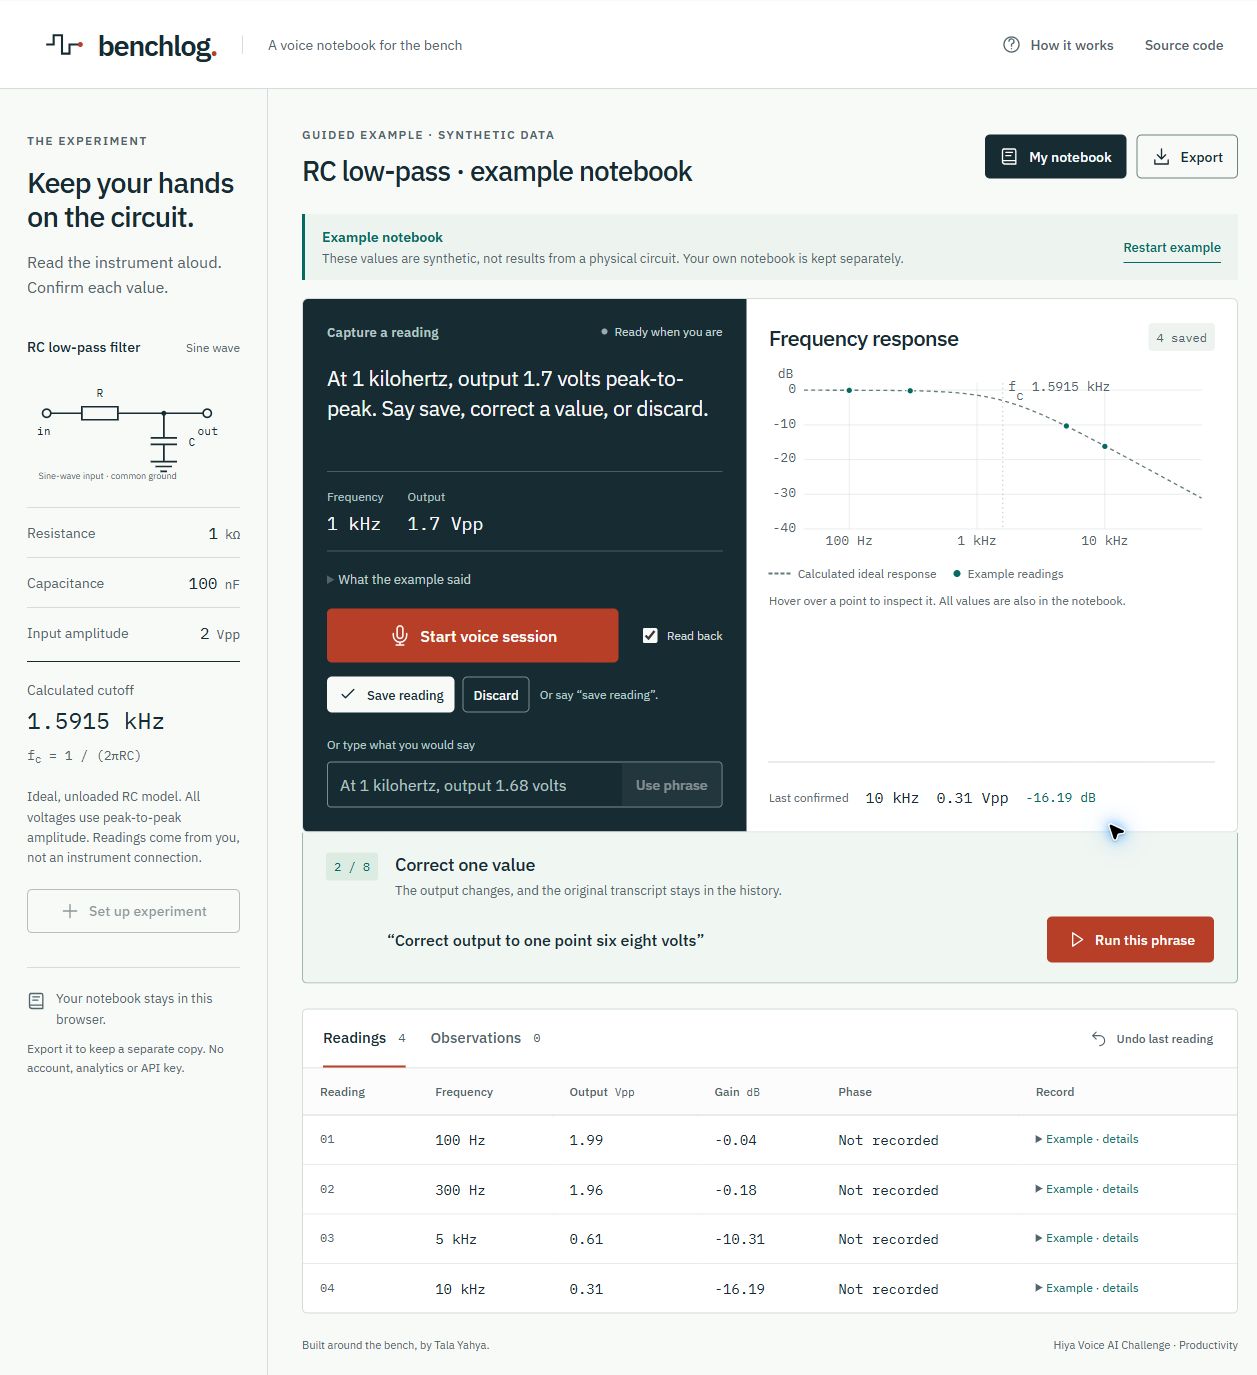 benchlog.
A voice notebook for the bench
How it works
Source code
THE EXPERIMENT
Keep your hands
on the circuit.
Read the instrument aloud.
Confirm each value.
RC low-pass filter
Sine wave
R
in
out
C
Sine-wave input · common ground
Resistance 1 kΩ
Capacitance 100 nF
Input amplitude 2 Vpp
Calculated cutoff
1.5915 kHz
fc = 1 / (2πRC)
Ideal, unloaded RC model. All
voltages use peak-to-peak
amplitude. Readings come from you,
not an instrument connection.
Set up experiment
Your notebook stays in this
browser.
Export it to keep a separate copy. No
account, analytics or API key.
GUIDED EXAMPLE · SYNTHETIC DATA
RC low-pass · example notebook
My notebook
Export
Example notebook
These values are synthetic, not results from a physical circuit. Your own notebook is kept separately.
Restart example
Capture a reading
Ready when you are
At 1 kilohertz, output 1.7 volts peak-to-
peak. Say save, correct a value, or discard.
Frequency Output
1 kHz 1.7 Vpp
What the example said
Start voice session
Read back
Save reading
Discard
Or say “save reading”.
Or type what you would say
At 1 kilohertz, output 1.68 volts
Use phrase
Frequency response
4 saved
dB
0
-10
-20
-30
-40
fc 1.5915 kHz
100 Hz 1 kHz 10 kHz
Calculated ideal response
Example readings
Hover over a point to inspect it. All values are also in the notebook.
Last confirmed 10 kHz 0.31 Vpp -16.19 dB
2 / 8
Correct one value
The output changes, and the original transcript stays in the history.
“Correct output to one point six eight volts”
Run this phrase
Readings 4
Observations 0
Undo last reading
Reading Frequency Output Vpp Gain dB Phase Record
01 100 Hz 1.99 -0.04 Not recorded Example · details
02 300 Hz 1.96 -0.18 Not recorded Example · details
03 5 kHz 0.61 -10.31 Not recorded Example · details
04 10 kHz 0.31 -16.19 Not recorded Example · details
Built around the bench, by Tala Yahya.
Hiya Voice AI Challenge · Productivity